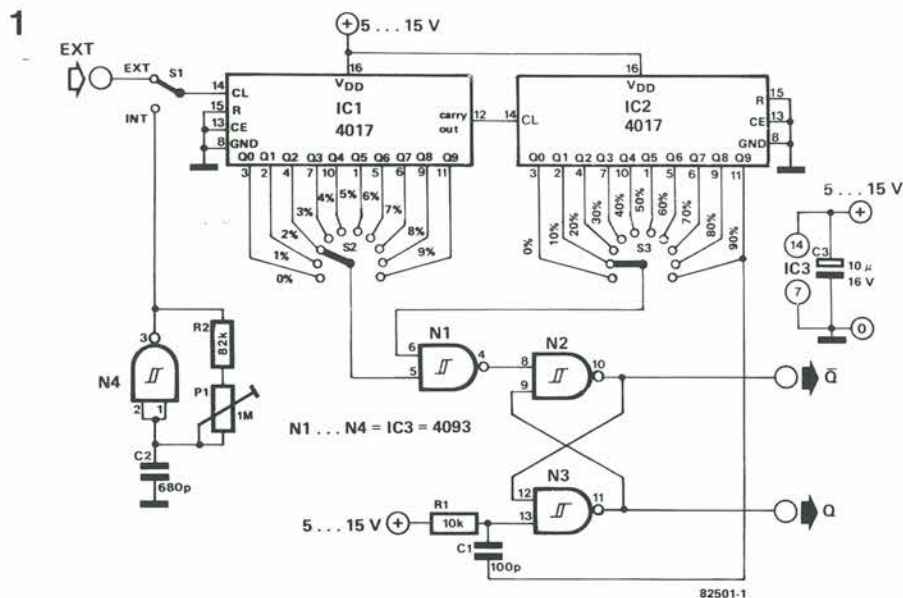 1
5 ... 15 V
EXT
EXT
S1
INT
14
15
13
8
CL
R
CE
GND
16
VDD
IC1
4017
carry
out
12
14
16
VDD
IC2
4017
CL
R
CE
GND
15
13
8
Q0 Q1 Q2 Q3 Q4 Q5 Q6 Q7 Q8 Q9
3 2 4 7 10 1 5 6 9 11
Q0 Q1 Q2 Q3 Q4 Q5 Q6 Q7 Q8 Q9
3 2 4 7 10 1 5 6 9 11
0%
1%
2%
3%
4%
5%
6%
7%
8%
9%
S2
0%
10%
20%
30%
40%
50%
60%
70%
80%
90%
S3
5 ... 15 V
14
IC3
7
C3
10 µ
16 V
0
R2
82k
P1
1M
3
N4
2 1
C2
680p
N1
6
5
4
N2
8
9
10
Q̅
N1 ... N4 = IC3 = 4093
N3
12
13
11
Q
5 ... 15 V
R1
10k
C1
100p
82501-1